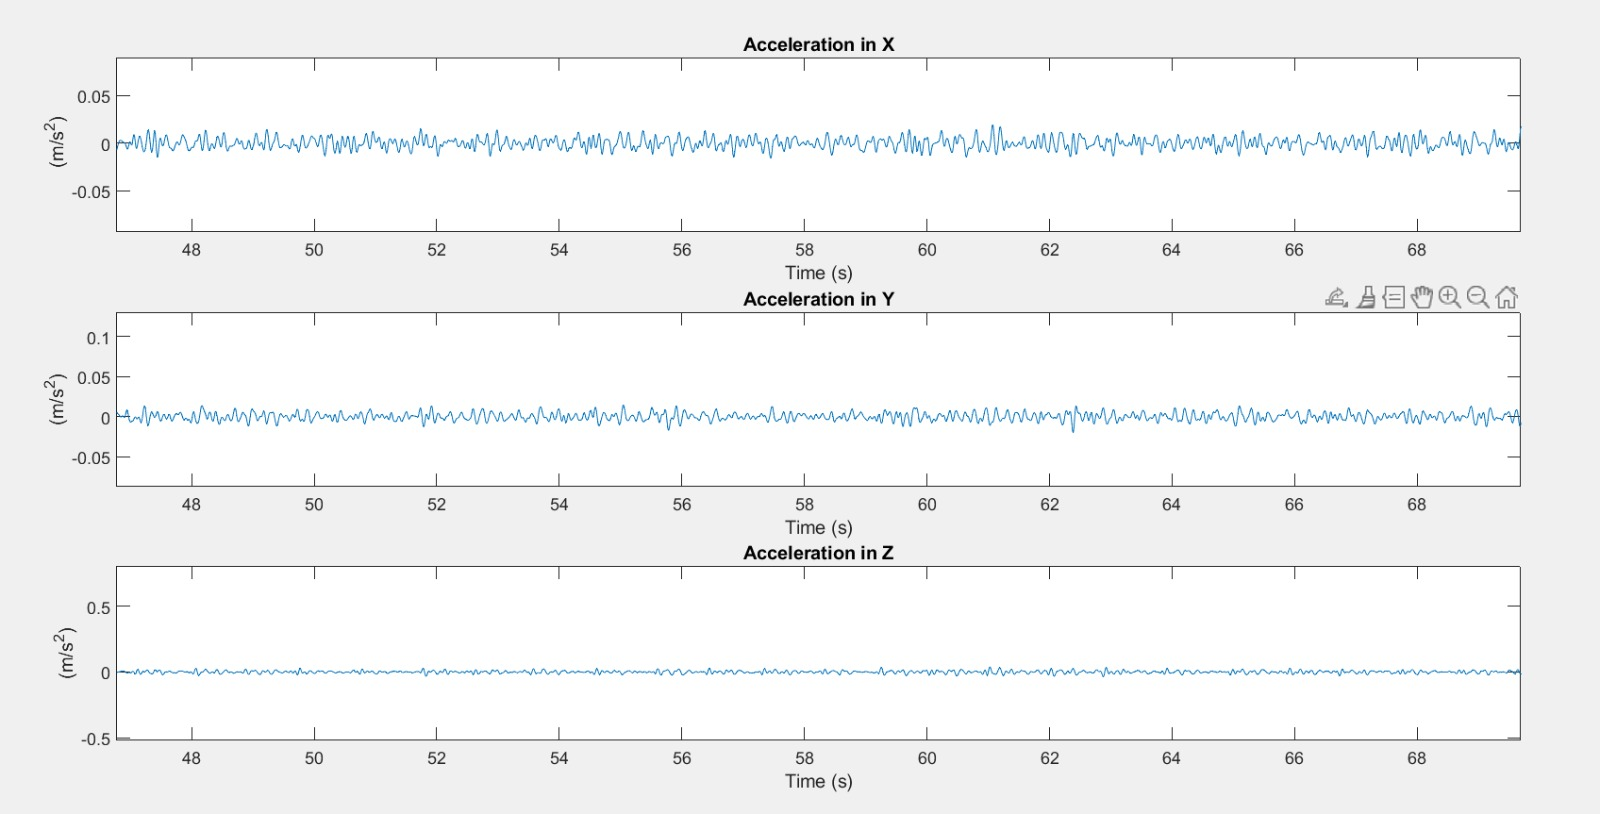 Acceleration in X
0.05
0
-0.05
(m/s²)
48 50 52 54 56 58 60 62 64 66 68
Time (s)
Acceleration in Y
0.1
0.05
0
-0.05
(m/s²)
48 50 52 54 56 58 60 62 64 66 68
Time (s)
Acceleration in Z
0.5
0
-0.5
(m/s²)
48 50 52 54 56 58 60 62 64 66 68
Time (s)